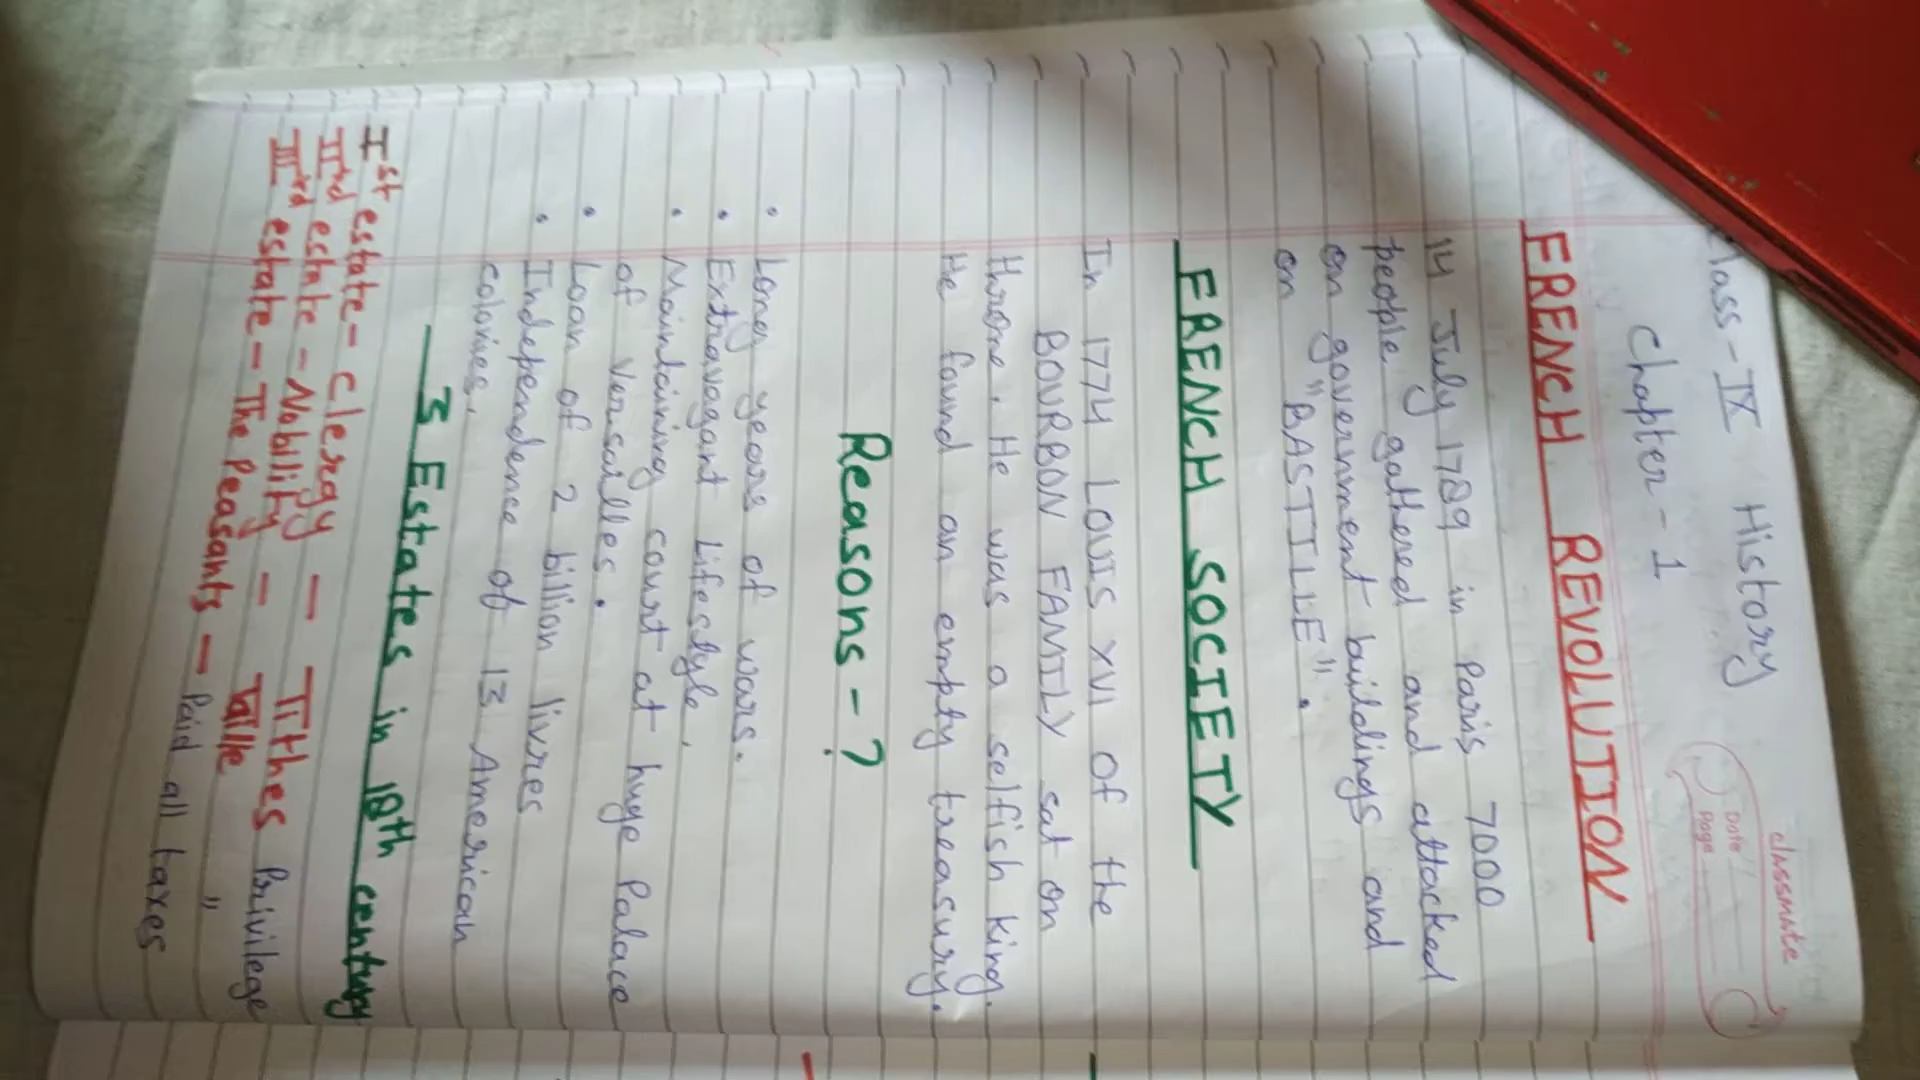 classmate
Date
Page
Class - IX History
Chapter - 1
FRENCH REVOLUTION
14 July 1789 in Paris 7000
people gathered and attacked
on government buildings and
on "BASTILLE".
FRENCH SOCIETY
In 1774 LOUIS XVI of the
BOURBON FAMILY sat on
throne. He was a selfish king.
He found an empty treasury.
Reasons - ?
• Long years of wars.
• Extravagant Lifestyle.
• Maintaining court at huge Palace
of Versailles.
• Loan of 2 billion livres
• Independence of 13 American
colonies.
3 Estates in 18th century
Ist estate - Clergy - Tithes Privilege
IInd estate - Nobility - Taille "
IIIrd estate - The Peasants - Paid all taxes